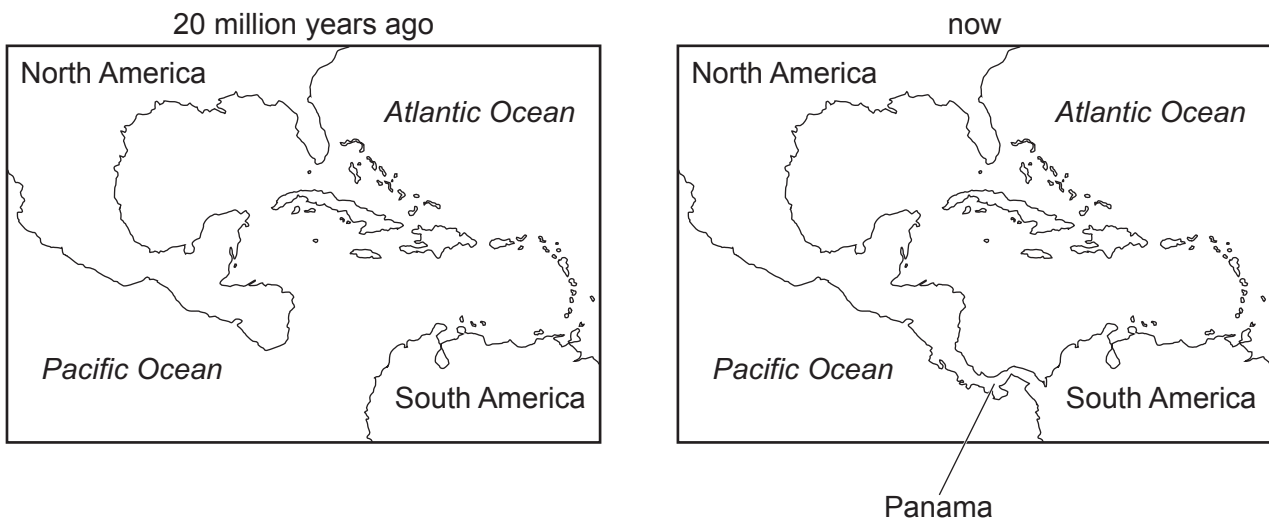 20 million years ago
North America
Atlantic Ocean
Pacific Ocean
South America
now
North America
Atlantic Ocean
Pacific Ocean
South America
Panama